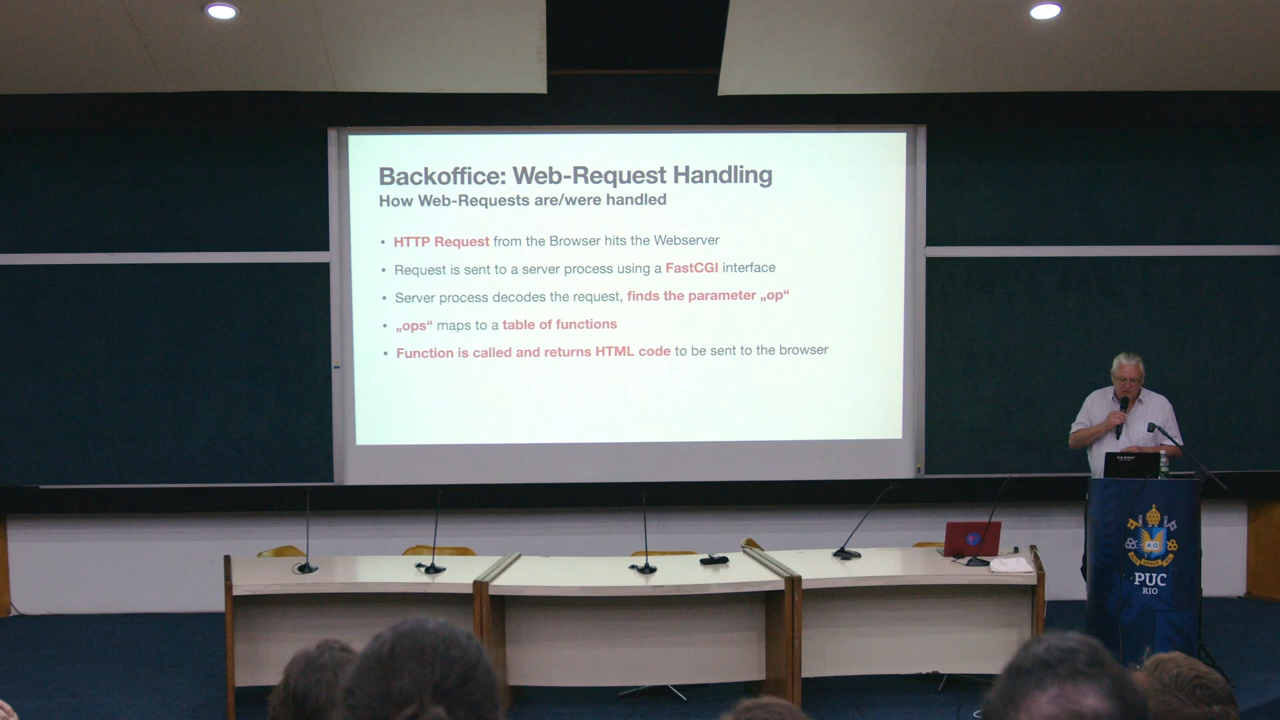 Backoffice: Web-Request Handling
How Web-Requests are/were handled
• HTTP Request from the Browser hits the Webserver
• Request is sent to a server process using a FastCGI interface
• Server process decodes the request, finds the parameter „op“
• „ops“ maps to a table of functions
• Function is called and returns HTML code to be sent to the browser
PUC
RIO